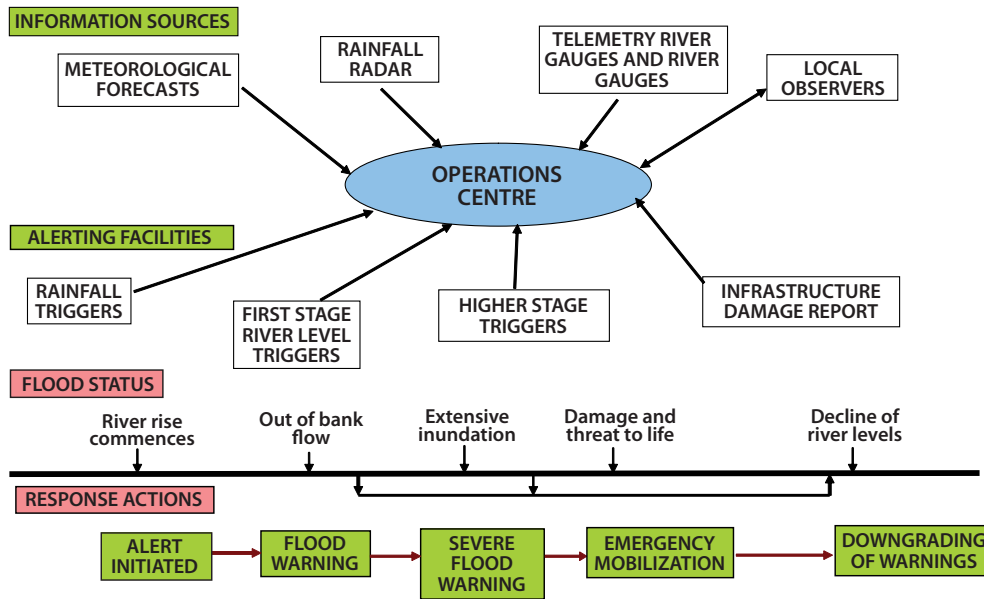 INFORMATION SOURCES
METEOROLOGICAL
FORECASTS
RAINFALL
RADAR
TELEMETRY RIVER
GAUGES AND RIVER
GAUGES
LOCAL
OBSERVERS
OPERATIONS
CENTRE
ALERTING FACILITIES
RAINFALL
TRIGGERS
FIRST STAGE
RIVER LEVEL
TRIGGERS
HIGHER STAGE
TRIGGERS
INFRASTRUCTURE
DAMAGE REPORT
FLOOD STATUS
River rise
commences
Out of bank
flow
Extensive
inundation
Damage and
threat to life
Decline of
river levels
RESPONSE ACTIONS
ALERT
INITIATED
FLOOD
WARNING
SEVERE
FLOOD
WARNING
EMERGENCY
MOBILIZATION
DOWNGRADING
OF WARNINGS